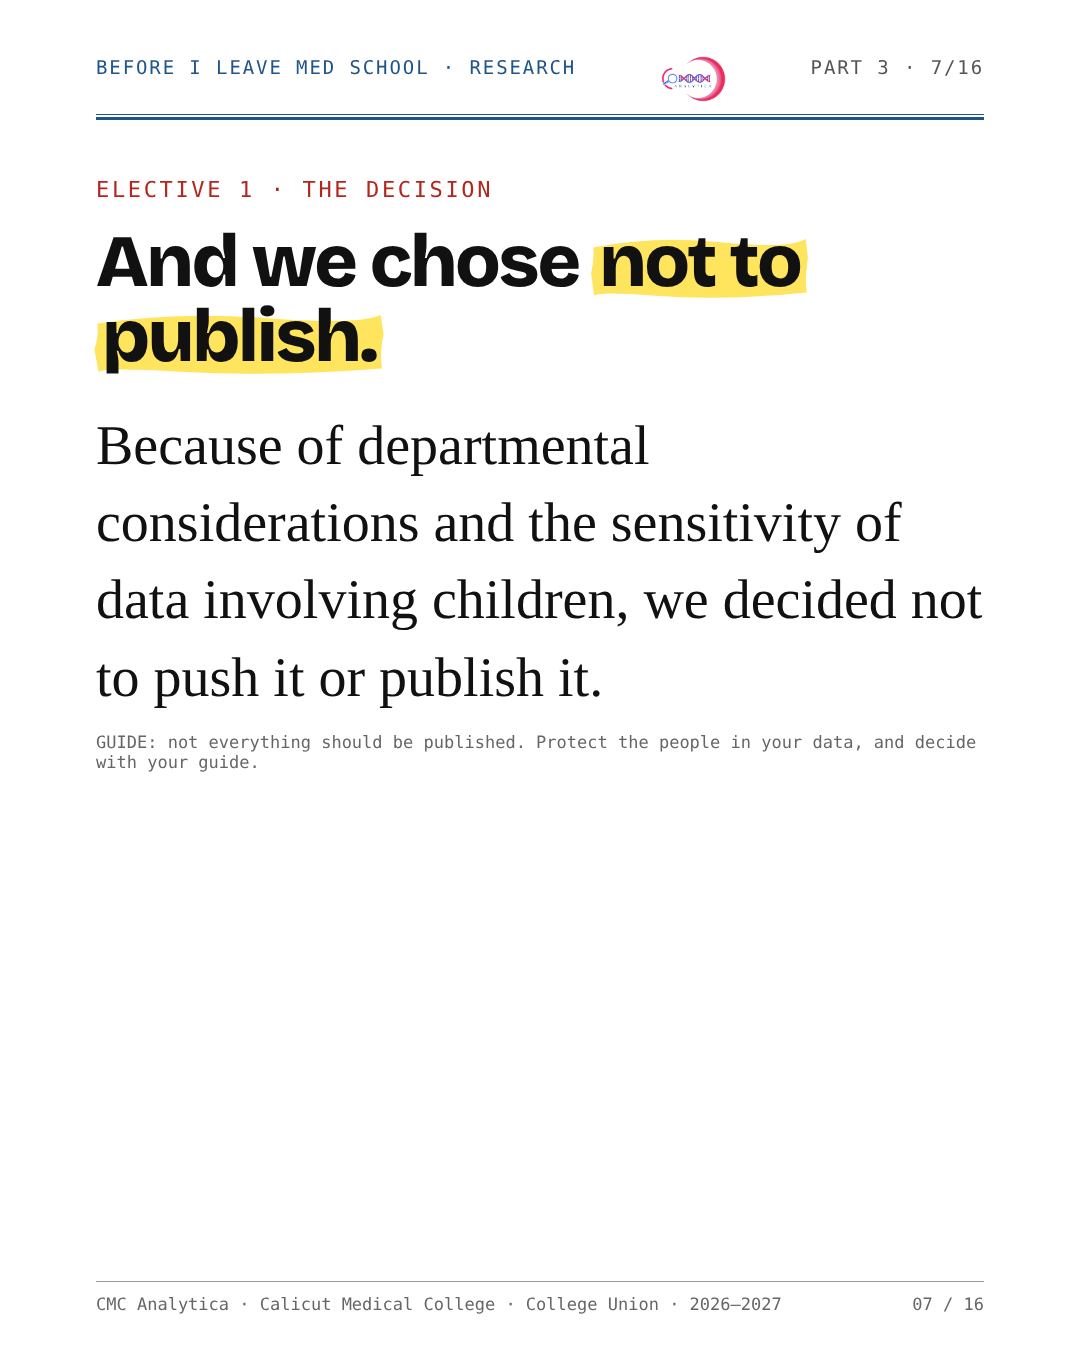 BEFORE I LEAVE MED SCHOOL · RESEARCH
ANALYTICA
PART 3 · 7/16
ELECTIVE 1 · THE DECISION
And we chose not to
publish.
Because of departmental
considerations and the sensitivity of
data involving children, we decided not
to push it or publish it.
GUIDE: not everything should be published. Protect the people in your data, and decide
with your guide.
CMC Analytica · Calicut Medical College · College Union · 2026–2027
07 / 16